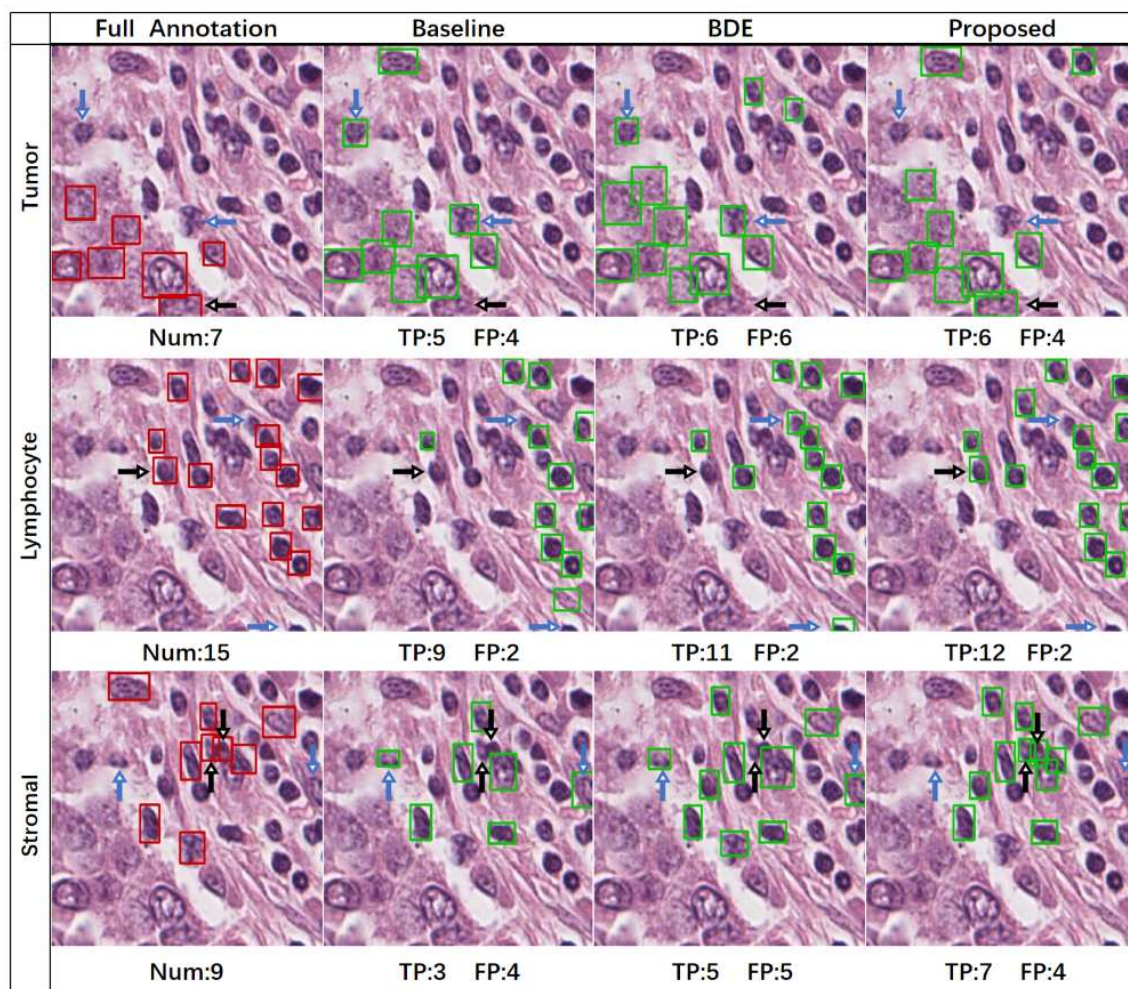 Full Annotation Baseline BDE Proposed
Tumor
Num:7 TP:5 FP:4 TP:6 FP:6 TP:6 FP:4
Lymphocyte
Num:15 TP:9 FP:2 TP:11 FP:2 TP:12 FP:2
Stromal
Num:9 TP:3 FP:4 TP:5 FP:5 TP:7 FP:4